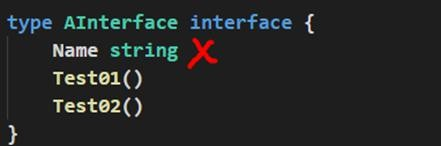 type AInterface interface {
    Name string
    Test01()
    Test02()
}